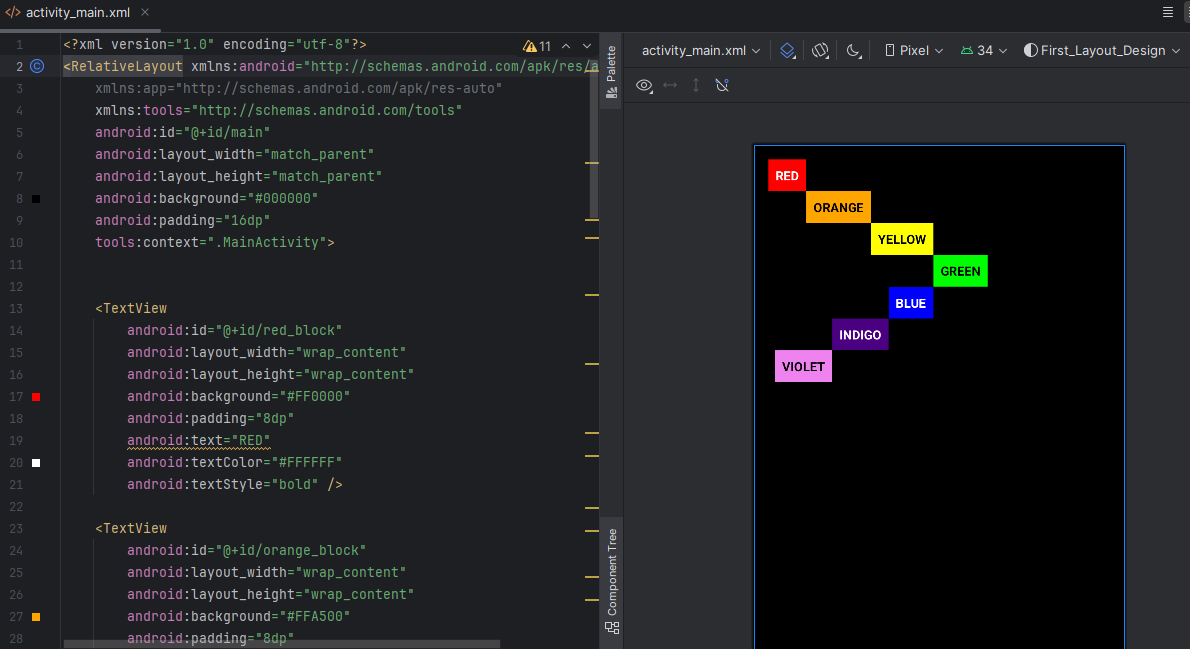 activity_main.xml
1 <?xml version="1.0" encoding="utf-8"?>
11
2 <RelativeLayout xmlns:android="http://schemas.android.com/apk/res/a
3 xmlns:app="http://schemas.android.com/apk/res-auto"
4 xmlns:tools="http://schemas.android.com/tools"
5 android:id="@+id/main"
6 android:layout_width="match_parent"
7 android:layout_height="match_parent"
8 android:background="#000000"
9 android:padding="16dp"
10 tools:context=".MainActivity">
11
12
13 <TextView
14 android:id="@+id/red_block"
15 android:layout_width="wrap_content"
16 android:layout_height="wrap_content"
17 android:background="#FF0000"
18 android:padding="8dp"
19 android:text="RED"
20 android:textColor="#FFFFFF"
21 android:textStyle="bold" />
22
23 <TextView
24 android:id="@+id/orange_block"
25 android:layout_width="wrap_content"
26 android:layout_height="wrap_content"
27 android:background="#FFA500"
28 android:padding="8dp"
Palette
Component Tree
activity_main.xml
Pixel
34
First_Layout_Design
RED
ORANGE
YELLOW
GREEN
BLUE
INDIGO
VIOLET